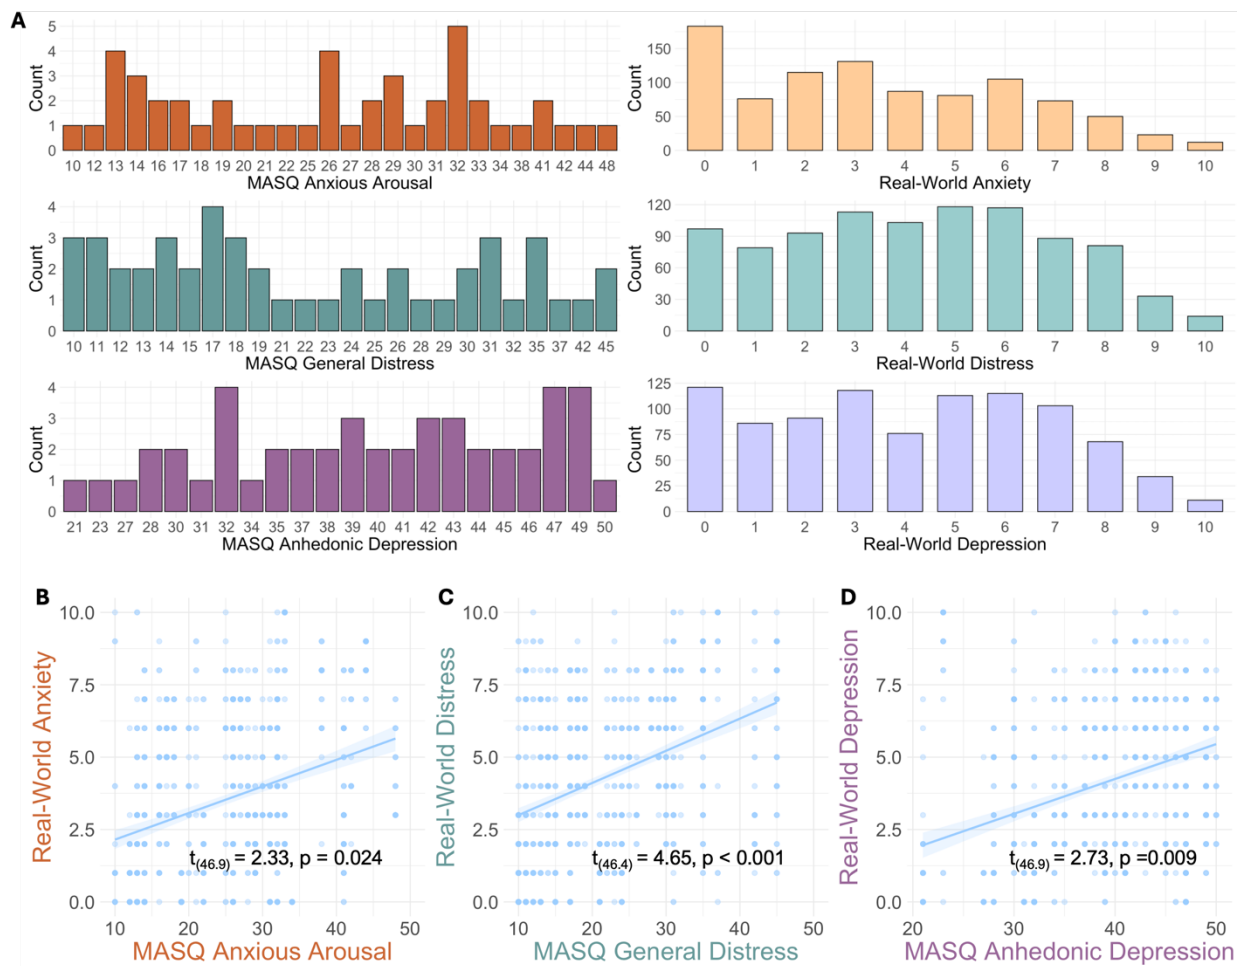 A
5
4
3
2
1
0
Count
10 12 13 14 16 17 18 19 20 21 22 25 26 27 28 29 30 31 32 33 34 38 41 42 44 48
MASQ Anxious Arousal
150
100
50
0
Count
0 1 2 3 4 5 6 7 8 9 10
Real-World Anxiety
4
3
2
1
0
Count
10 11 12 13 14 15 17 18 19 20 21 23 24 25 26 28 29 30 31 32 35 37 42 45
MASQ General Distress
120
90
60
30
0
Count
0 1 2 3 4 5 6 7 8 9 10
Real-World Distress
4
3
2
1
0
Count
21 23 27 28 30 31 32 34 35 37 38 39 40 41 42 43 44 45 46 47 49 50
MASQ Anhedonic Depression
125
100
75
50
25
0
Count
0 1 2 3 4 5 6 7 8 9 10
Real-World Depression
B
10.0
7.5
5.0
2.5
0.0
Real-World Anxiety
t(46.9) = 2.33, p = 0.024
10 20 30 40 50
MASQ Anxious Arousal
C
10.0
7.5
5.0
2.5
0.0
Real-World Distress
t(46.4) = 4.65, p < 0.001
10 20 30 40 50
MASQ General Distress
D
10.0
7.5
5.0
2.5
0.0
Real-World Depression
t(46.9) = 2.73, p =0.009
20 30 40 50
MASQ Anhedonic Depression